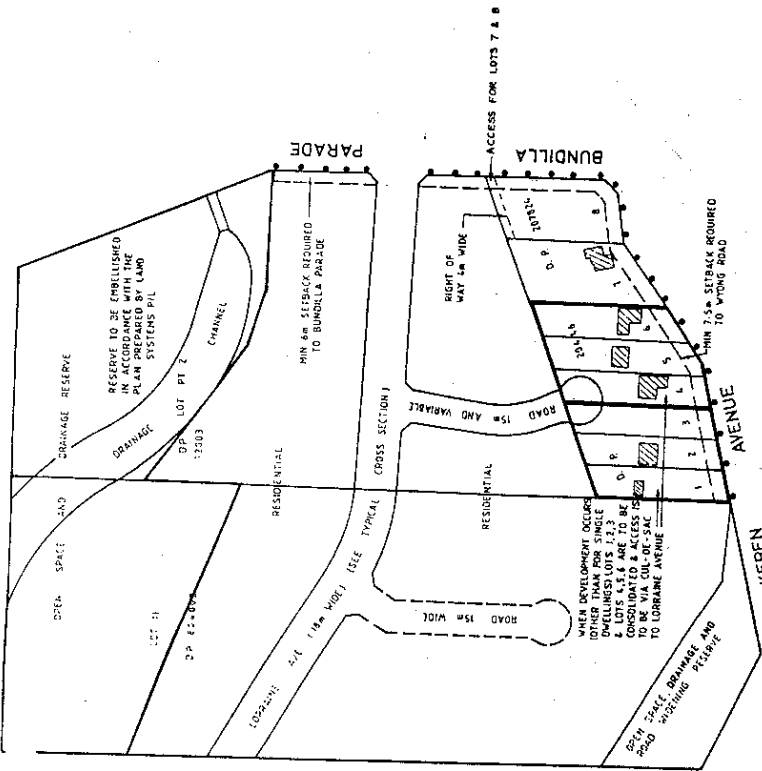 DRAINAGE RESERVE
OPEN SPACE AND
RESERVE TO BE EMBELLISHED
IN ACCORDANCE WITH THE
PLAN PREPARED BY LAND
SYSTEMS P/L
DRAINAGE CHANNEL
LOT PT 2
D.P.
LOT
D.P.
RESIDENTIAL
MIN 6m SETBACK REQUIRED
TO BUNDILLA PARADE
PARADE
BUNDILLA
LORRAINE AVE (18m WIDE) (SEE TYPICAL CROSS SECTION)
ROAD 15m AND VARIABLE
ROAD 15m WIDE
RESIDENTIAL
RIGHT OF
WAY 6m WIDE
ACCESS FOR LOTS 7 & 8
D.P. 207824
D.P. 20446
1
2
3
4
5
6
7
8
MIN 7.5m SETBACK REQUIRED
TO WYONG ROAD
WHEN DEVELOPMENT OCCURS
(OTHER THAN FOR SINGLE
DWELLINGS) LOTS 1,2,3
& LOTS 4,5,6 ARE TO BE
CONSOLIDATED & ACCESS IS
TO BE VIA CUL-DE-SAC
TO LORRAINE AVENUE
AVENUE
OPEN SPACE, DRAINAGE AND
ROAD WIDENING RESERVE